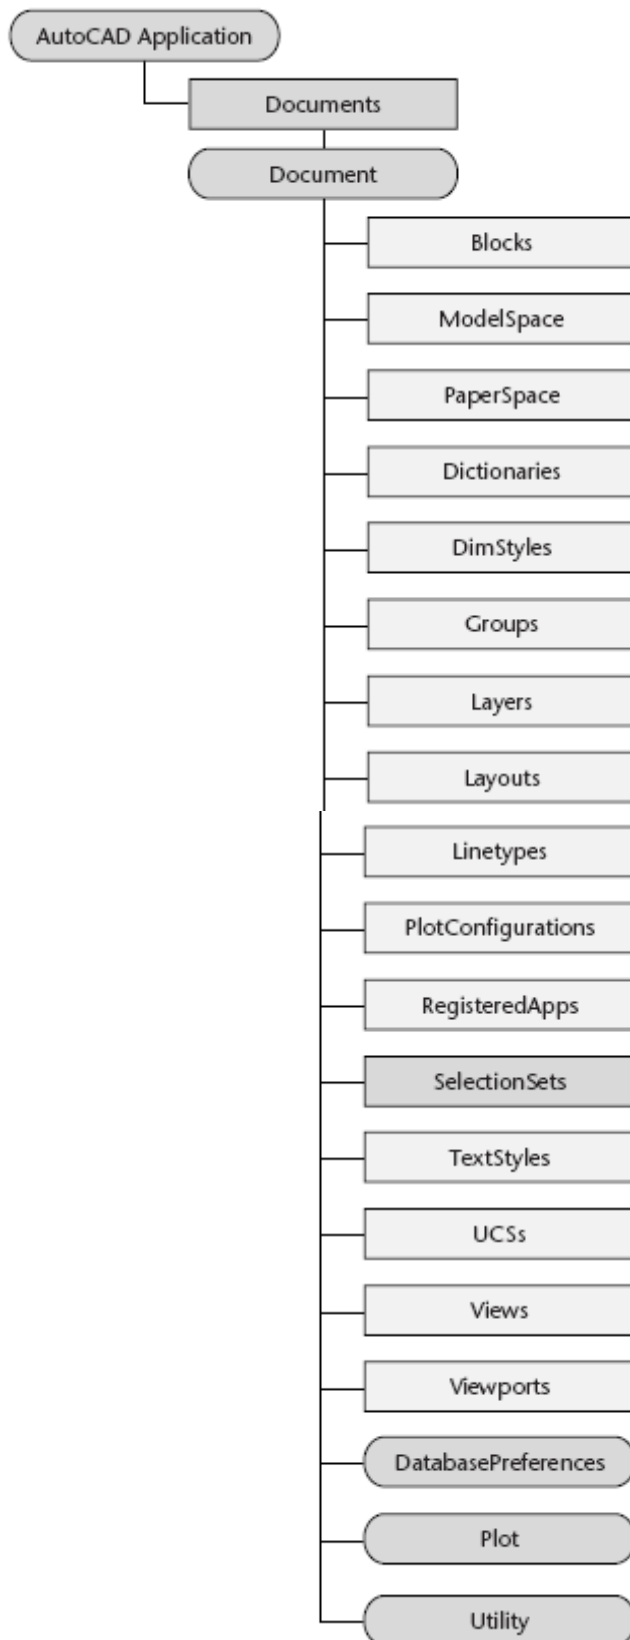 AutoCAD Application
Documents
Document
Blocks
ModelSpace
PaperSpace
Dictionaries
DimStyles
Groups
Layers
Layouts
Linetypes
PlotConfigurations
RegisteredApps
SelectionSets
TextStyles
UCSs
Views
Viewports
DatabasePreferences
Plot
Utility